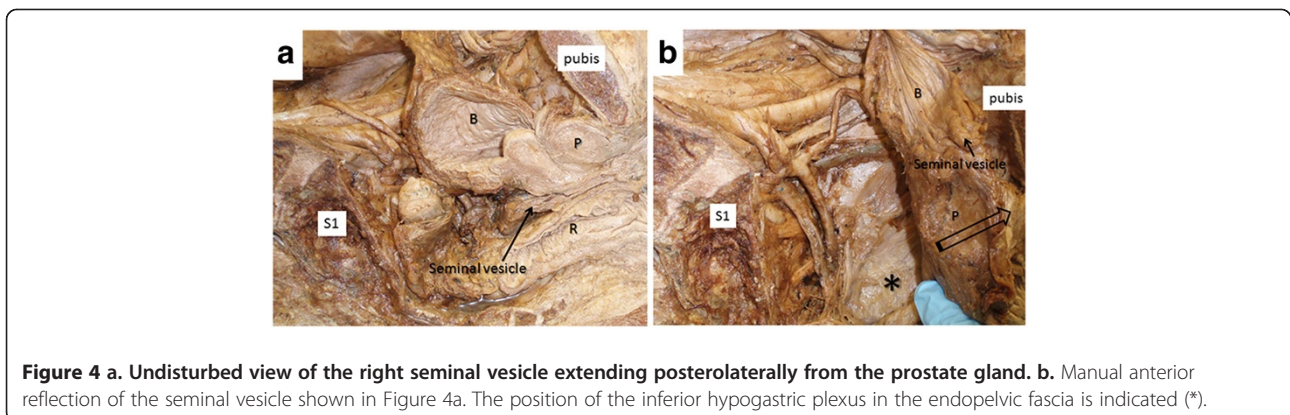 a
pubis
B
P
S1
R
Seminal vesicle
b
B
pubis
Seminal vesicle
S1
P
*
Figure 4 a. Undisturbed view of the right seminal vesicle extending posterolaterally from the prostate gland. b. Manual anterior
reflection of the seminal vesicle shown in Figure 4a. The position of the inferior hypogastric plexus in the endopelvic fascia is indicated (*).